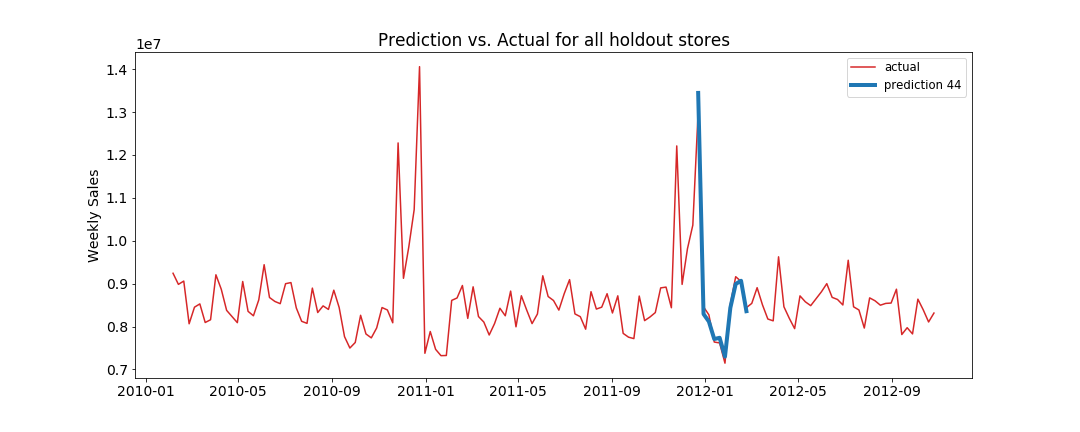 Prediction vs. Actual for all holdout stores
1e7
actual
prediction 44
Weekly Sales
1.4
1.3
1.2
1.1
1.0
0.9
0.8
0.7
2010-01 2010-05 2010-09 2011-01 2011-05 2011-09 2012-01 2012-05 2012-09